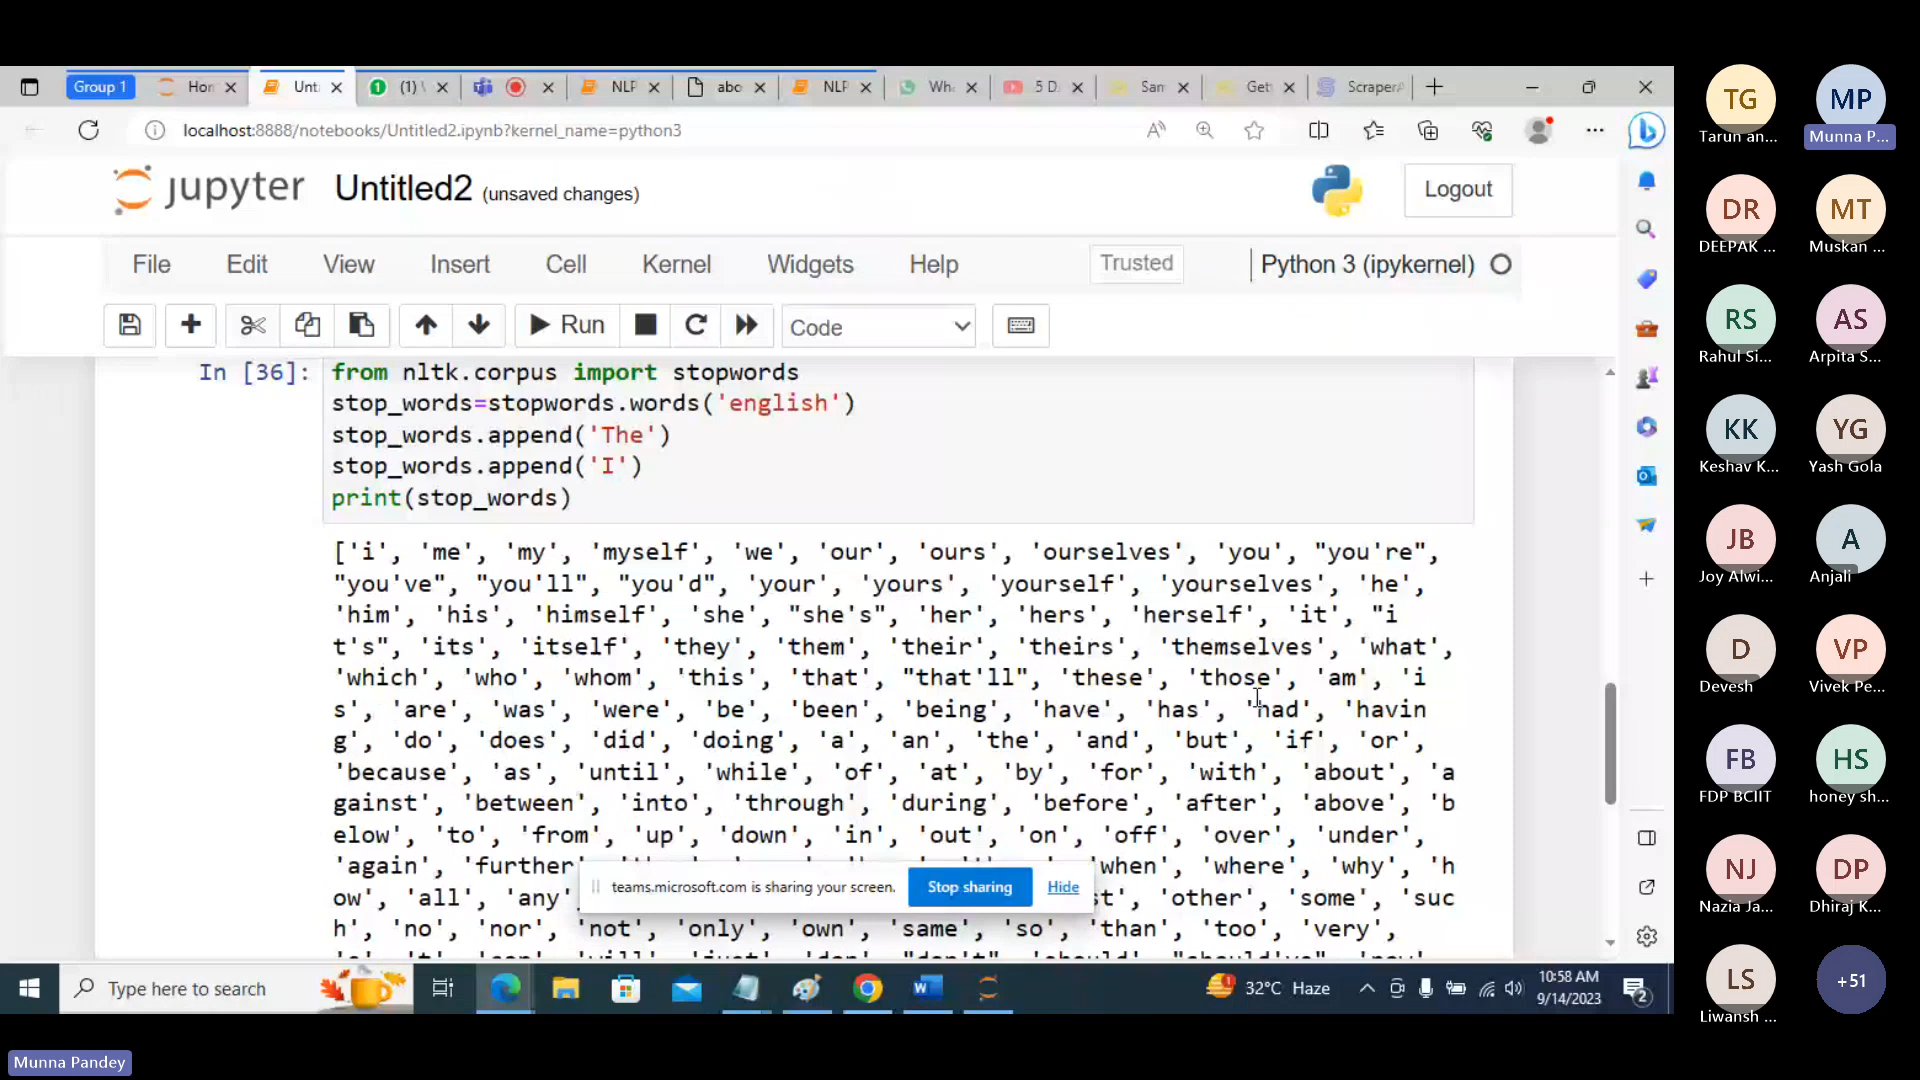 Group 1
Hor
Unt
(1)
NLP
abo
NLP
Wh
5 D.
San
Get
Scraper
localhost:8888/notebooks/Untitled2.ipynb?kernel_name=python3
jupyter Untitled2 (unsaved changes)
Logout
File Edit View Insert Cell Kernel Widgets Help
Trusted
Python 3 (ipykernel)
Run
Code
In [36]:
from nltk.corpus import stopwords
stop_words=stopwords.words('english')
stop_words.append('The')
stop_words.append('I')
print(stop_words)
['i', 'me', 'my', 'myself', 'we', 'our', 'ours', 'ourselves', 'you', "you're",
"you've", "you'll", "you'd", 'your', 'yours', 'yourself', 'yourselves', 'he',
'him', 'his', 'himself', 'she', "she's", 'her', 'hers', 'herself', 'it', "i
t's", 'its', 'itself', 'they', 'them', 'their', 'theirs', 'themselves', 'what',
'which', 'who', 'whom', 'this', 'that', "that'll", 'these', 'those', 'am', 'i
s', 'are', 'was', 'were', 'be', 'been', 'being', 'have', 'has', 'had', 'havin
g', 'do', 'does', 'did', 'doing', 'a', 'an', 'the', 'and', 'but', 'if', 'or',
'because', 'as', 'until', 'while', 'of', 'at', 'by', 'for', 'with', 'about', 'a
gainst', 'between', 'into', 'through', 'during', 'before', 'after', 'above', 'b
elow', 'to', 'from', 'up', 'down', 'in', 'out', 'on', 'off', 'over', 'under',
'again', 'further 'when', 'where', 'why', 'h
ow', 'all', 'any 'other', 'some', 'suc
h', 'no', 'nor', 'not', 'only', 'own', 'same', 'so', 'than', 'too', 'very',
teams.microsoft.com is sharing your screen.
Stop sharing
Hide
Type here to search
32°C Haze
10:58 AM
9/14/2023
2
TG
Tarun an...
MP
Munna P...
DR
DEEPAK ...
MT
Muskan ...
RS
Rahul Si...
AS
Arpita S...
KK
Keshav K...
YG
Yash Gola
JB
Joy Alwi...
A
Anjali
D
Devesh
VP
Vivek Pe...
FB
FDP BCIIT
HS
honey sh...
NJ
Nazia Ja...
DP
Dhiraj K...
LS
Liwansh ...
+51
Munna Pandey